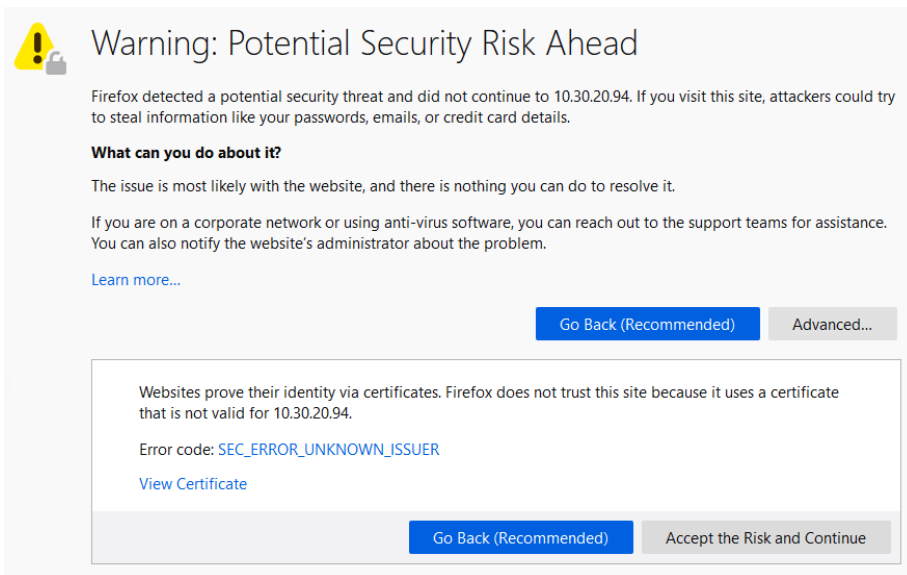 Warning: Potential Security Risk Ahead
Firefox detected a potential security threat and did not continue to 10.30.20.94. If you visit this site, attackers could try
to steal information like your passwords, emails, or credit card details.
What can you do about it?
The issue is most likely with the website, and there is nothing you can do to resolve it.
If you are on a corporate network or using anti-virus software, you can reach out to the support teams for assistance.
You can also notify the website's administrator about the problem.
Learn more...
Go Back (Recommended)
Advanced...
Websites prove their identity via certificates. Firefox does not trust this site because it uses a certificate
that is not valid for 10.30.20.94.
Error code: SEC_ERROR_UNKNOWN_ISSUER
View Certificate
Go Back (Recommended)
Accept the Risk and Continue